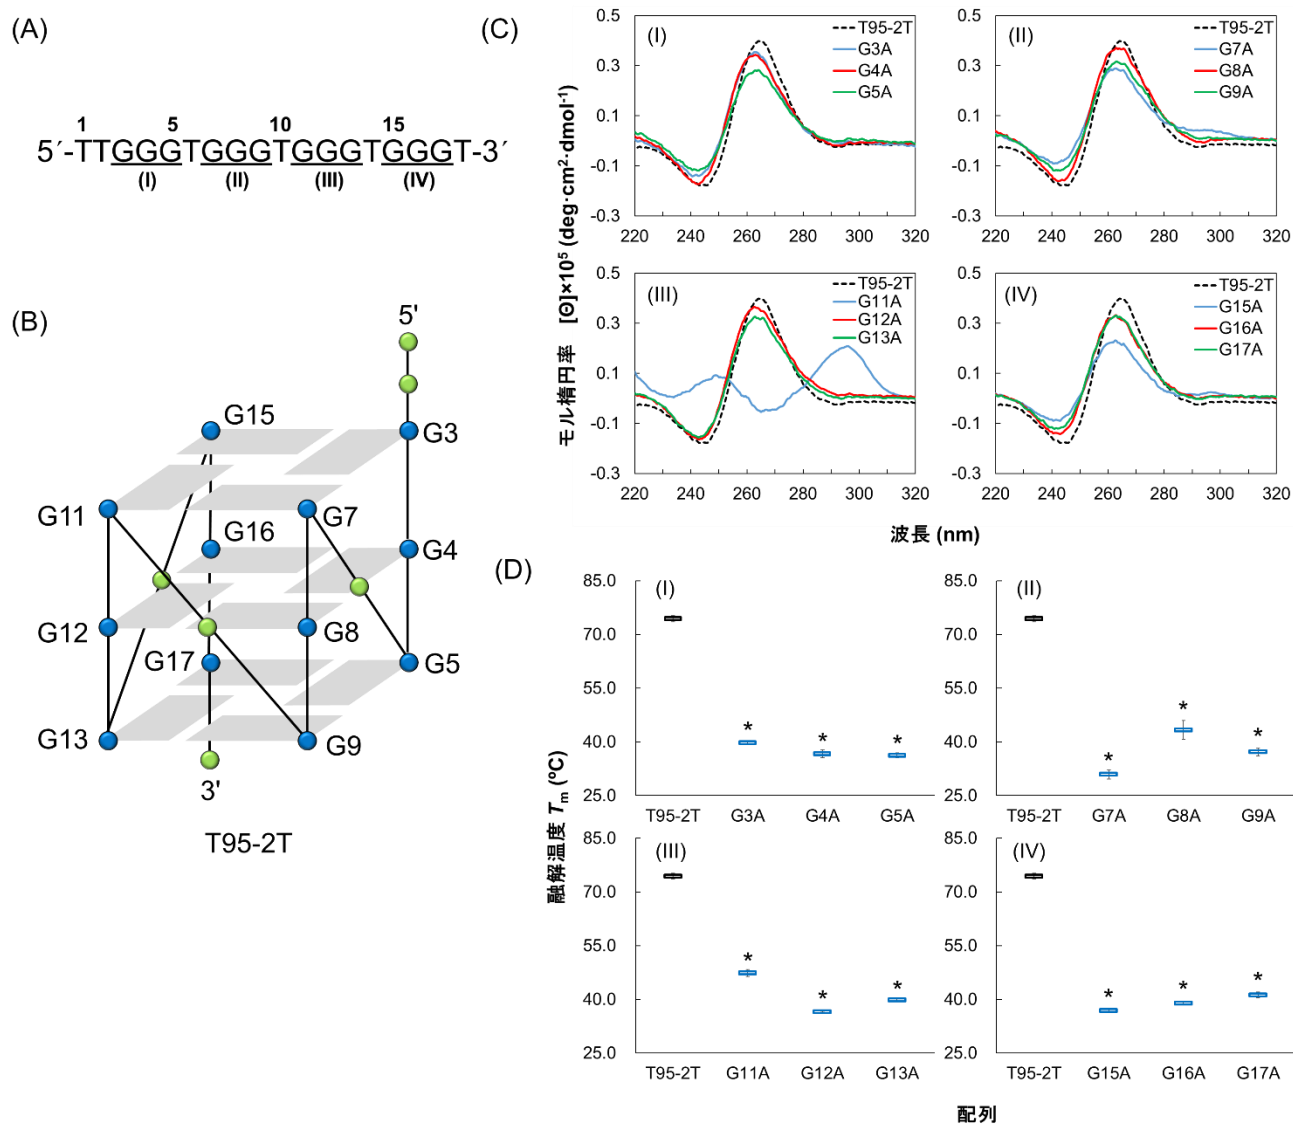 (A)
1 5 10 15
5´-TTGGGTGGGTGGGTGGGT-3´
(I) (II) (III) (IV)
(B)
5'
G15
G3
G11
G7
G16
G4
G12
G8
G17
G5
G13
G9
3'
T95-2T
(C)
モル楕円率 [Θ]×10⁵ (deg·cm²·dmol⁻¹)
0.5
0.3
0.1
-0.1
-0.3
(I)
T95-2T
G3A
G4A
G5A
220 240 260 280 300 320
0.5
0.3
0.1
-0.1
-0.3
(II)
T95-2T
G7A
G8A
G9A
220 240 260 280 300 320
0.5
0.3
0.1
-0.1
-0.3
(III)
T95-2T
G11A
G12A
G13A
220 240 260 280 300 320
0.5
0.3
0.1
-0.1
-0.3
(IV)
T95-2T
G15A
G16A
G17A
220 240 260 280 300 320
波長 (nm)
(D)
融解温度 Tm (ºC)
85.0
70.0
55.0
40.0
25.0
(I)
* * *
T95-2T G3A G4A G5A
85.0
70.0
55.0
40.0
25.0
(II)
* * *
T95-2T G7A G8A G9A
85.0
70.0
55.0
40.0
25.0
(III)
* * *
T95-2T G11A G12A G13A
85.0
70.0
55.0
40.0
25.0
(IV)
* * *
T95-2T G15A G16A G17A
配列